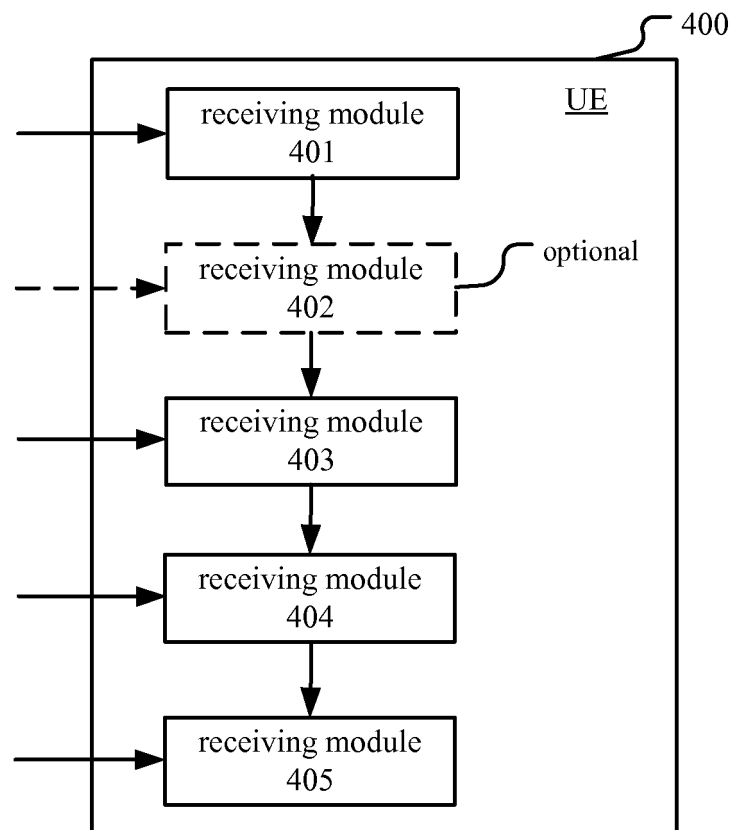 400
UE
receiving module
401
receiving module
402
optional
receiving module
403
receiving module
404
receiving module
405